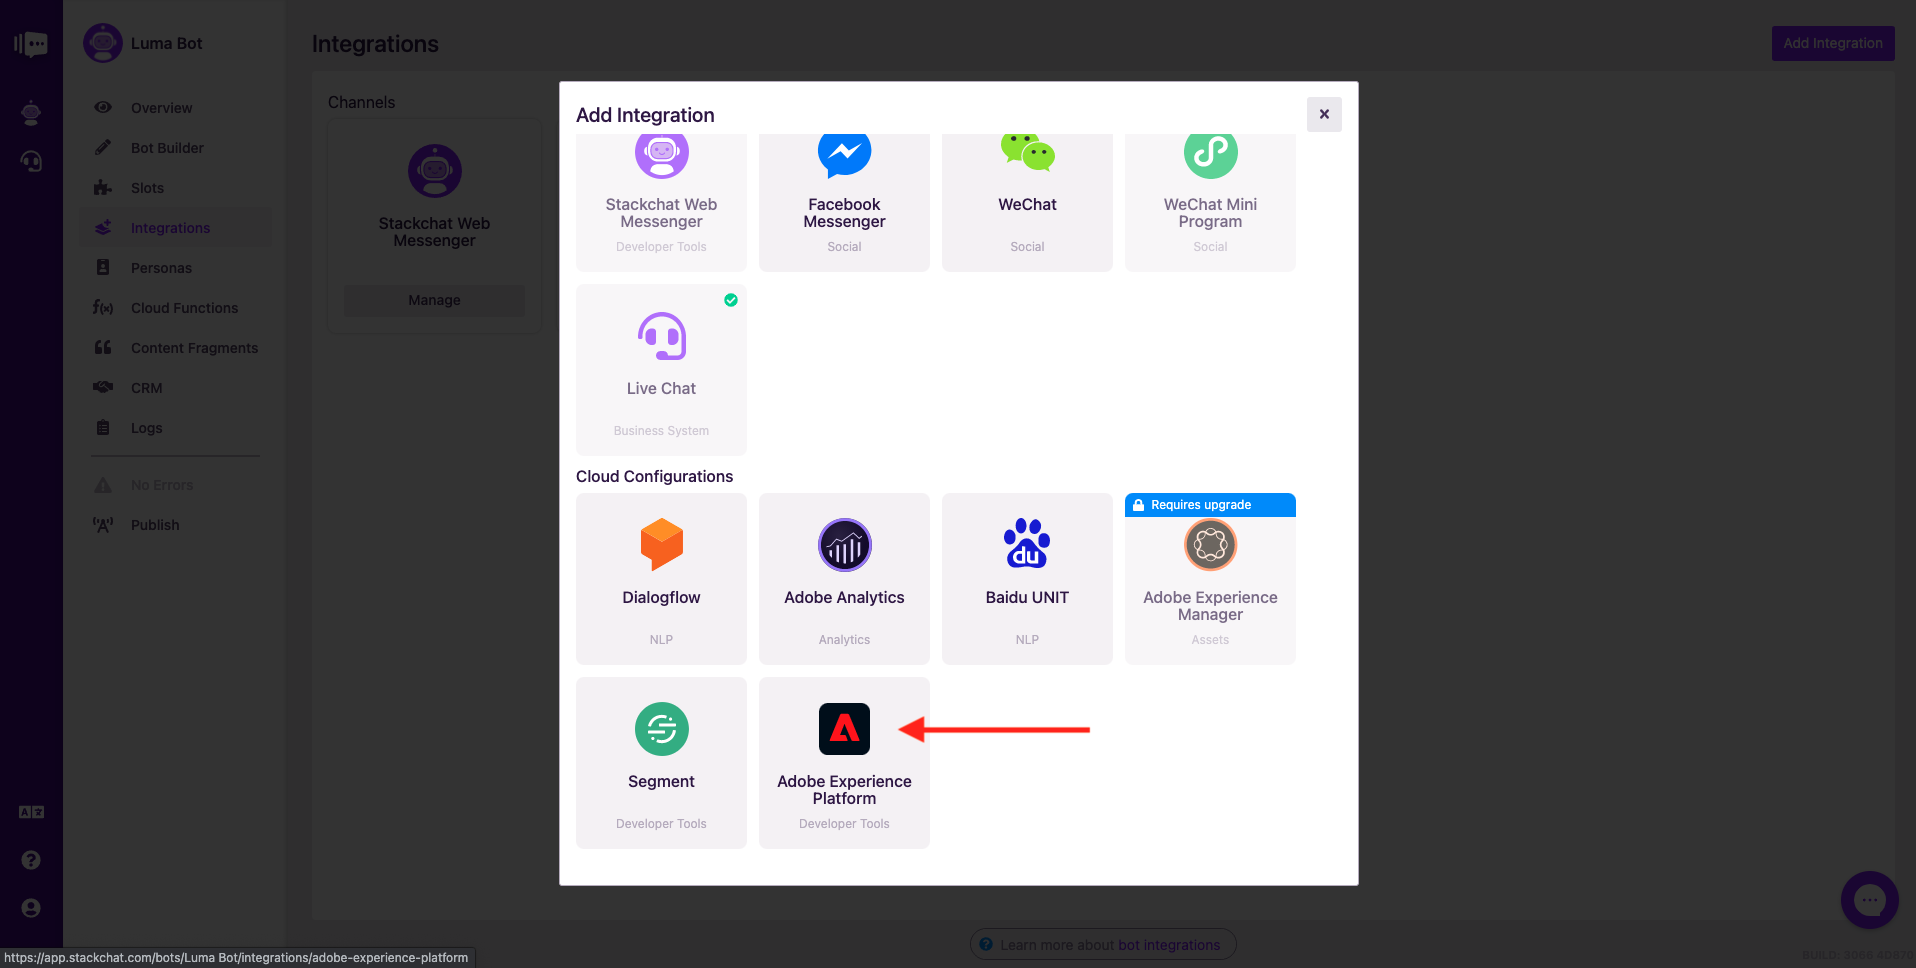 Luma Bot
Overview
Bot Builder
Slots
Integrations
Personas
Cloud Functions
Content Fragments
CRM
Logs
No Errors
Publish
Integrations
Add Integration
Channels
Stackchat Web
Messenger
Manage
Add Integration
Stackchat Web
Messenger
Developer Tools
Facebook
Messenger
Social
WeChat
Social
WeChat Mini
Program
Social
Live Chat
Business System
Cloud Configurations
Dialogflow
NLP
Adobe Analytics
Analytics
du
Baidu UNIT
NLP
Requires upgrade
Adobe Experience
Manager
Assets
Segment
Developer Tools
Adobe Experience
Platform
Developer Tools
Learn more about bot integrations
https://app.stackchat.com/bots/Luma Bot/integrations/adobe-experience-platform